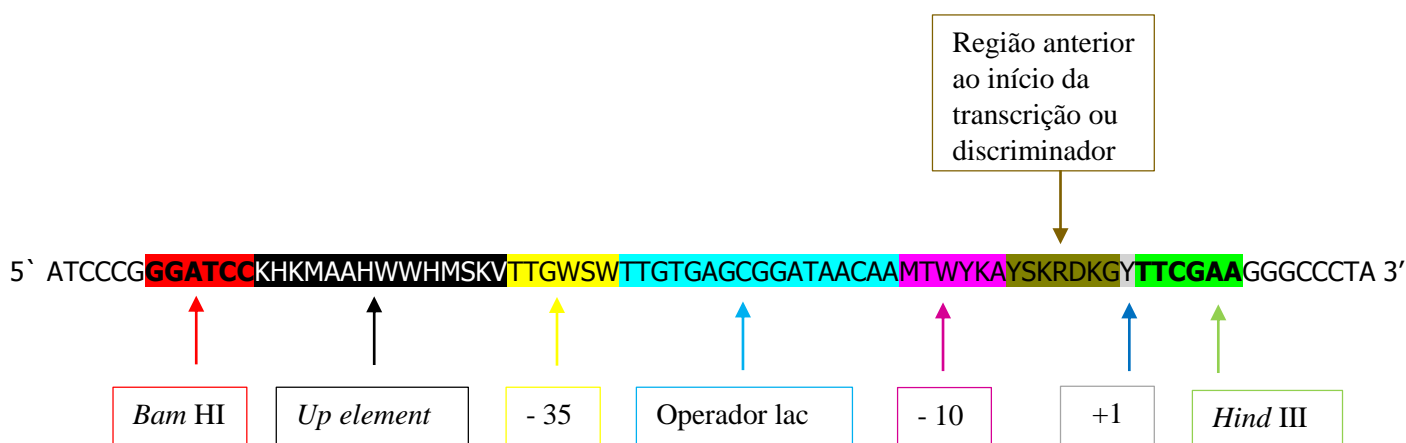 Região anterior
ao início da
transcrição ou
discriminador
5` ATCCCGGGATCCKHKMAAHWWHMSKVTTGWSWTTGTGAGCGGATAACAAMTWYKAYSKRDKGYTTCGAAGGGCCCTA 3’
Bam HI
Up element
- 35
Operador lac
- 10
+1
Hind III